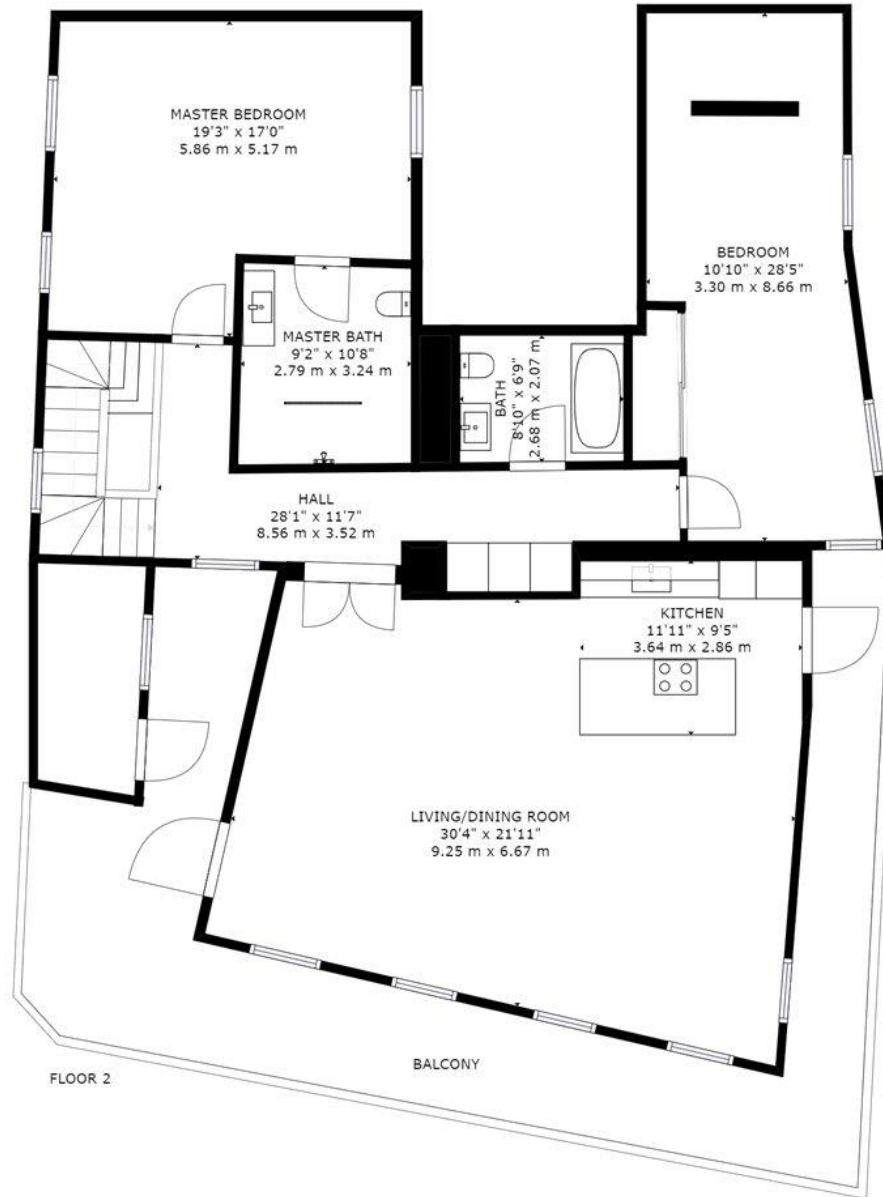 MASTER BEDROOM
19'3" x 17'0"
5.86 m x 5.17 m
BEDROOM
10'10" x 28'5"
3.30 m x 8.66 m
MASTER BATH
9'2" x 10'8"
2.79 m x 3.24 m
BATH
8'10" x 6'9"
2.68 m x 2.07 m
HALL
28'1" x 11'7"
8.56 m x 3.52 m
KITCHEN
11'11" x 9'5"
3.64 m x 2.86 m
LIVING/DINING ROOM
30'4" x 21'11"
9.25 m x 6.67 m
BALCONY
FLOOR 2